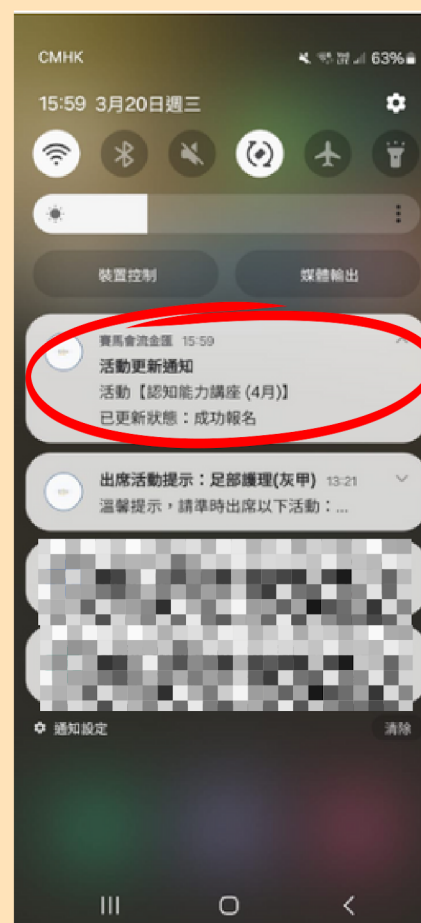 CMHK 63%
15:59 3月20日週三
裝置控制 媒體輸出
賽馬會流金匯 15:59
活動更新通知
活動【認知能力講座 (4月)】
已更新狀態：成功報名
出席活動提示：足部護理(灰甲) 13:21
溫馨提示，請準時出席以下活動：...
通知設定 清除